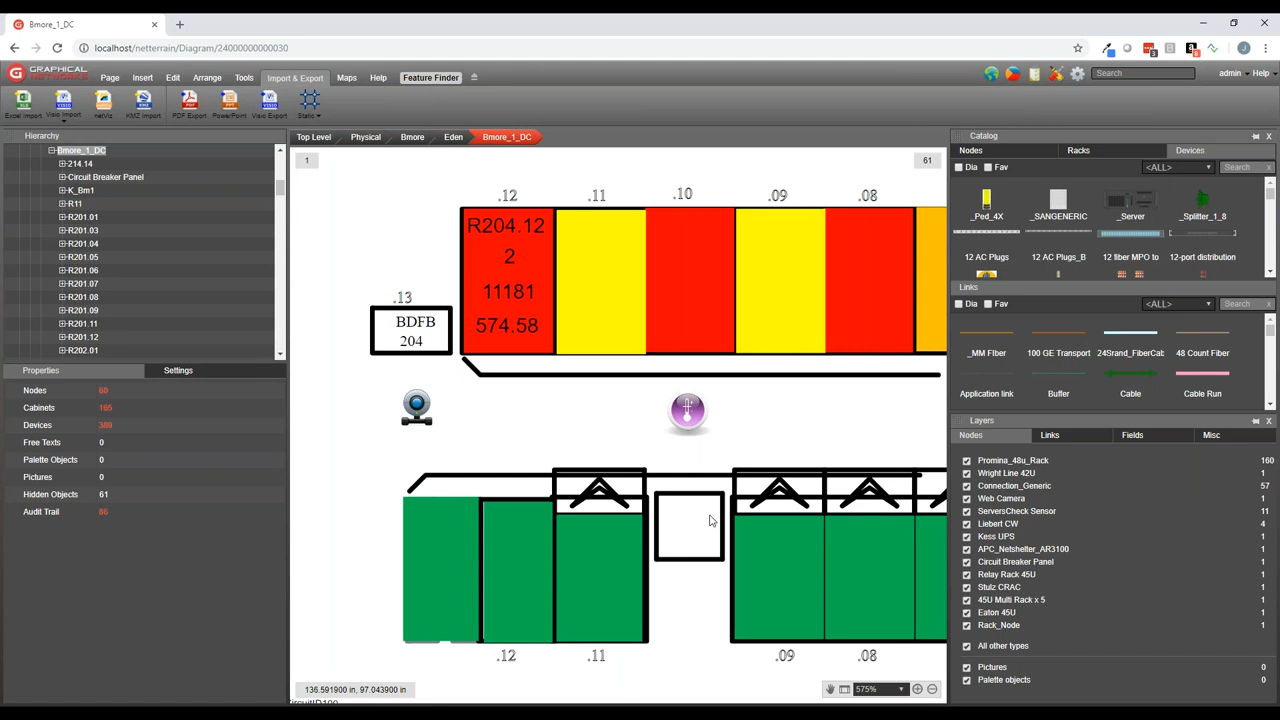 Bmore_1_DC
localhost/netterrain/Diagram/24000000000030
GRAPHICAL NETWORKS
Page Insert Edit Arrange Tools Import & Export Maps Help Feature Finder
Search
admin Help
Excel Import Visio Import netViz KMZ Import PDF Export PowerPoint Visio Export Static
Hierarchy
Bmore_1_DC
214.14
Circuit Breaker Panel
K_Bm1
R11
R201.01
R201.03
R201.04
R201.05
R201.06
R201.07
R201.08
R201.09
R201.11
R201.12
R202.01
Properties Settings
Nodes 60
Cabinets 165
Devices 389
Free Texts 0
Palette Objects 0
Pictures 0
Hidden Objects 61
Audit Trail 86
Top Level Physical Bmore Eden Bmore_1_DC
1 61
.12 .11 .10 .09 .08
R204.12
2
11181
574.58
.13
BDFB
204
.12 .11 .09 .08
136.591900 in, 97.043900 in
575%
Catalog
Nodes Racks Devices
Dia Fav <ALL> Search
_Ped_4X _SANGENERIC _Server _Splitter_1_8
12 AC Plugs 12 AC Plugs_B 12 fiber MPO to 12-port distribution
Links
Dia Fav <ALL> Search
_MM FIber 100 GE Transport 24Srand_FiberCab 48 Count Fiber
Application link Buffer Cable Cable Run
Layers
Nodes Links Fields Misc
Promina_48u_Rack 160
Wright Line 42U 1
Connection_Generic 57
Web Camera 1
ServersCheck Sensor 11
Liebert CW 4
Kess UPS 1
APC_Netshelter_AR3100 1
Circuit Breaker Panel 1
Relay Rack 45U 1
Stulz CRAC 1
45U Multi Rack x 5 1
Eaton 45U 1
Rack_Node 1
All other types
Pictures 0
Palette objects 0